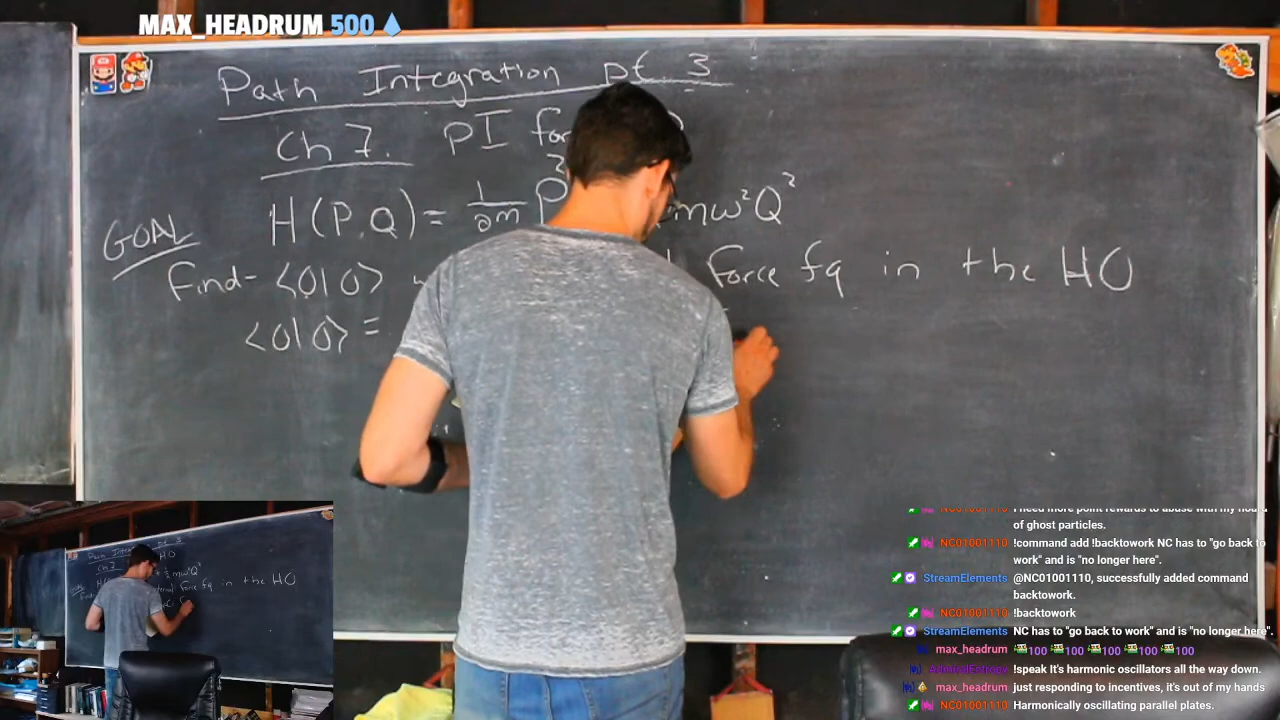 MAX_HEADRUM 500
Path Integration pt 3
Ch 7. PI for
H(P,Q) = 1/2m P² mω²Q²
GOAL
Find- <0|0> Force fq in the HO
<0|0> =
of ghost particles.
NC01001110 !command add !backtowork NC has to "go back to
work" and is "no longer here".
StreamElements @NC01001110, successfully added command
backtowork.
NC01001110 !backtowork
StreamElements NC has to "go back to work" and is "no longer here".
max_headrum 100 100 100 100 100
!speak It's harmonic oscillators all the way down.
max_headrum just responding to incentives, it's out of my hands
NC01001110 Harmonically oscillating parallel plates.